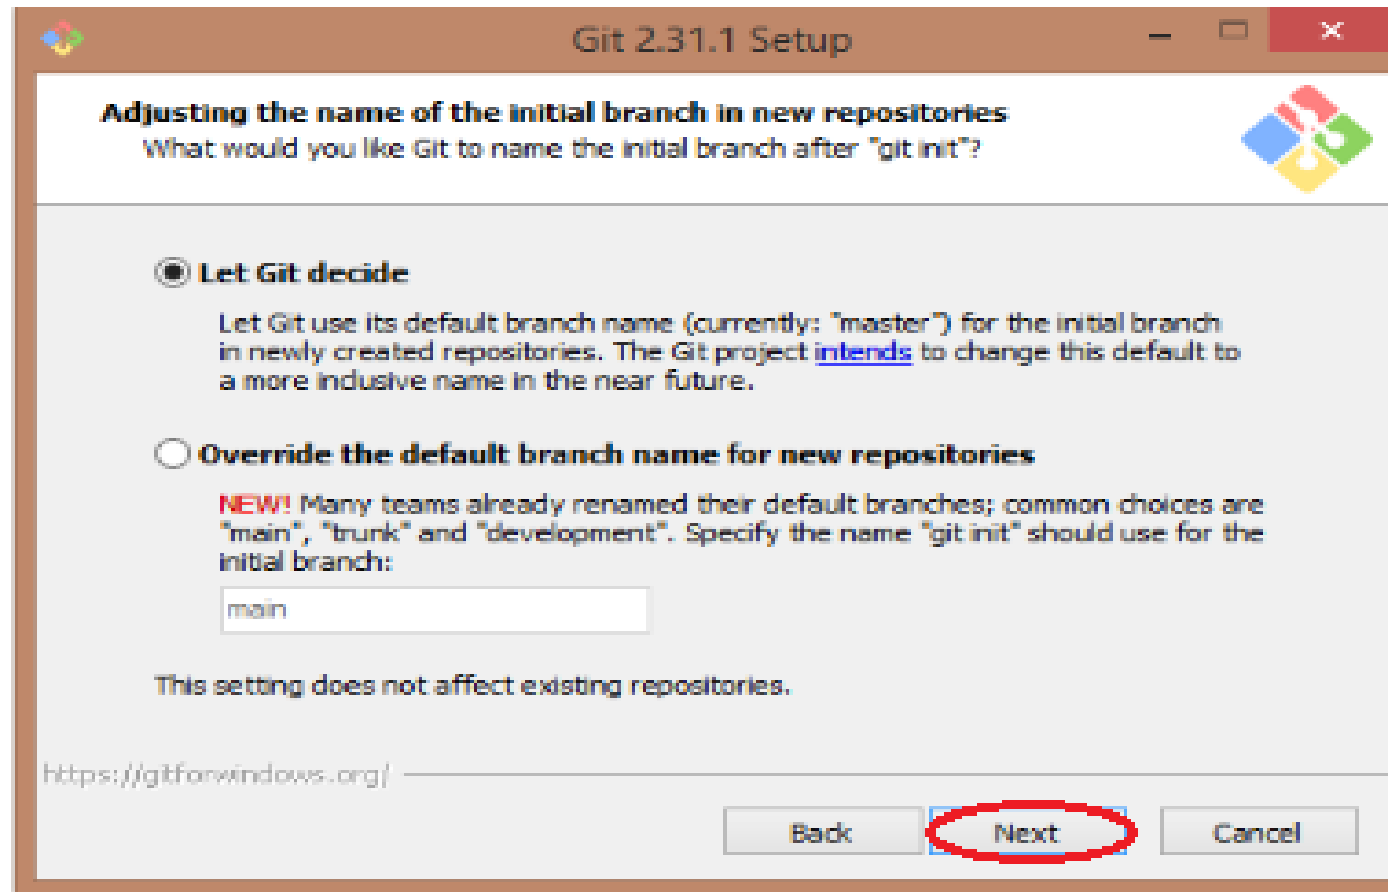 Git 2.31.1 Setup
Adjusting the name of the initial branch in new repositories
What would you like Git to name the initial branch after "git init"?
Let Git decide
Let Git use its default branch name (currently: "master") for the initial branch
in newly created repositories. The Git project intends to change this default to
a more inclusive name in the near future.
Override the default branch name for new repositories
NEW! Many teams already renamed their default branches; common choices are
"main", "trunk" and "development". Specify the name "git init" should use for the
initial branch:
main
This setting does not affect existing repositories.
https://gitforwindows.org/
Back Next Cancel